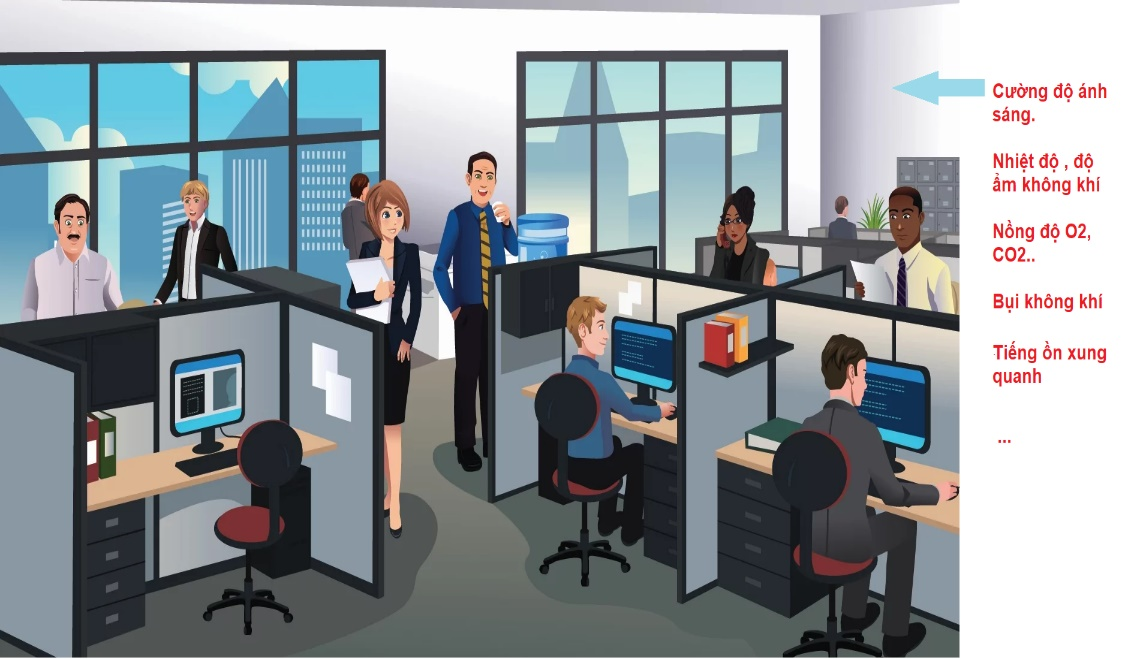 Cường độ ánh
sáng.
Nhiệt độ , độ
ẩm không khí
Nồng độ O2,
CO2..
Bụi không khí
Tiếng ồn xung
quanh
...